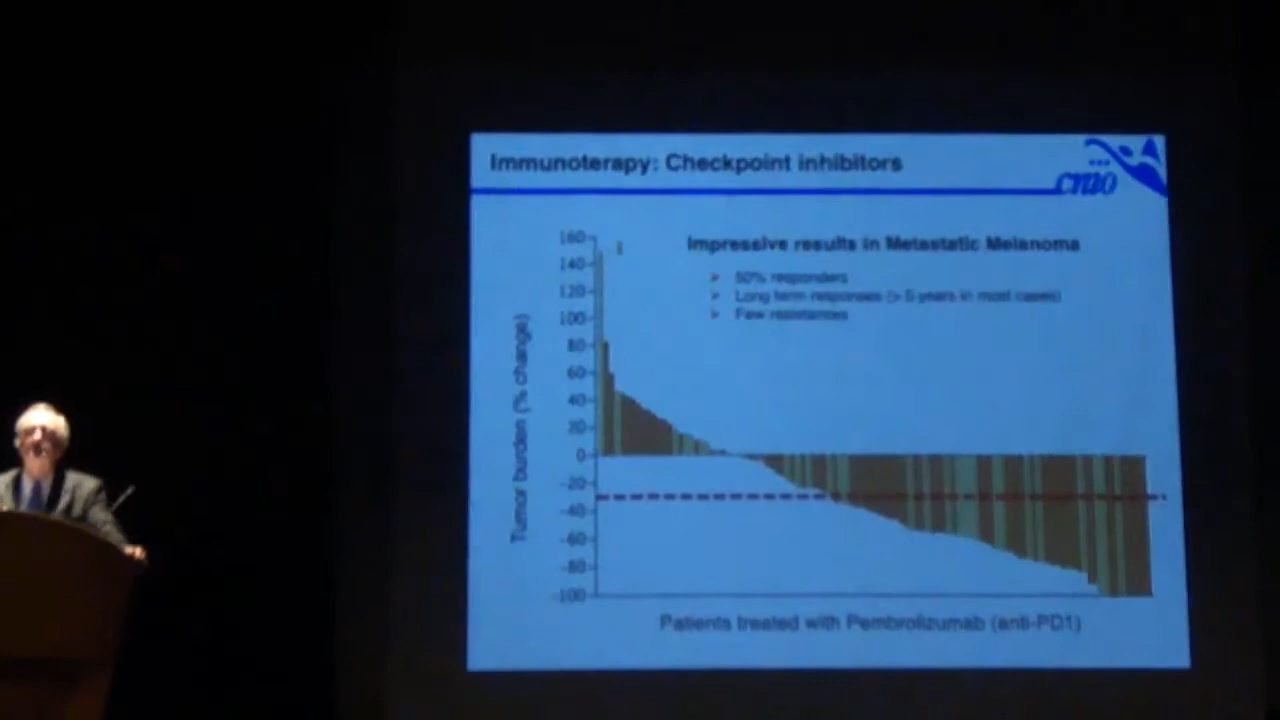 Immunoterapy: Checkpoint inhibitors
cnio
Impressive results in Metastatic Melanoma
50% responders
Long term responses (> 5 years in most cases)
Few resistances
Tumor burden (% change)
160
140
120
100
80
60
40
20
0
-20
-40
-60
-80
-100
Patients treated with Pembrolizumab (anti-PD1)